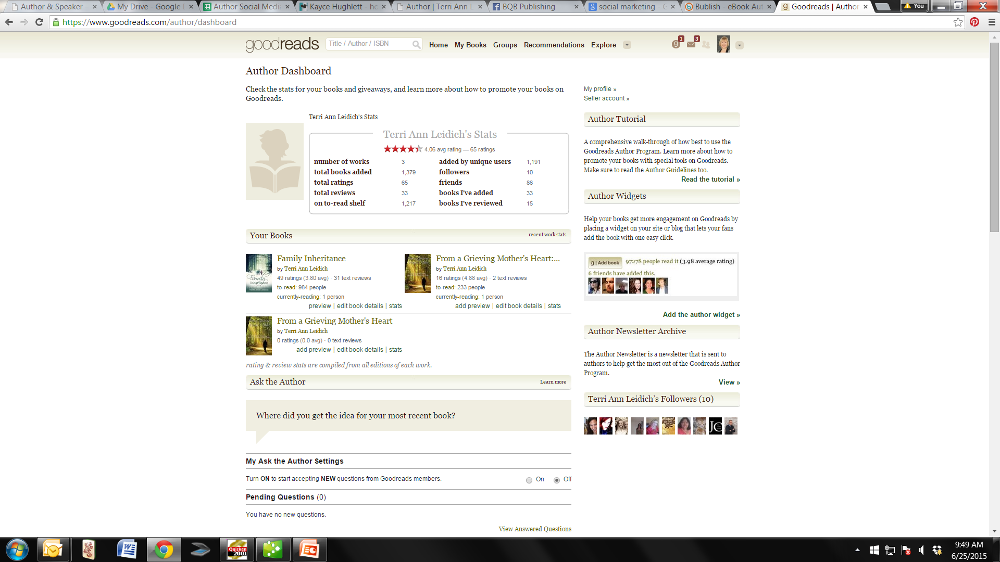 Author & Speaker –
My Drive - Google D
Author Social Media
Kayce Hughlett - ho
Author | Terri Ann L
BQB Publishing
social marketing - G
Bublish - eBook Aut
Goodreads | Author
You
https://www.goodreads.com/author/dashboard
goodreads
Title / Author / ISBN
Home My Books Groups Recommendations Explore
1 3
Author Dashboard
Check the stats for your books and giveaways, and learn more about how to promote your books on
Goodreads.
Terri Ann Leidich's Stats
Terri Ann Leidich's Stats
4.06 avg rating — 65 ratings
number of works 3 added by unique users 1,191
total books added 1,379 followers 10
total ratings 65 friends 86
total reviews 33 books I've added 33
on to-read shelf 1,217 books I've reviewed 15
Your Books recent work stats
Family Inheritance
by Terri Ann Leidich
49 ratings (3.80 avg) · 31 text reviews
to-read: 984 people
currently-reading: 1 person
preview | edit book details | stats
From a Grieving Mother's Heart:...
by Terri Ann Leidich
16 ratings (4.88 avg) · 2 text reviews
to-read: 233 people
currently-reading: 1 person
add preview | edit book details | stats
From a Grieving Mother's Heart
by Terri Ann Leidich
0 ratings (0.0 avg) · 0 text reviews
add preview | edit book details | stats
rating & review stats are compiled from all editions of each work.
Ask the Author Learn more
Where did you get the idea for your most recent book?
My Ask the Author Settings
Turn ON to start accepting NEW questions from Goodreads members. On Off
Pending Questions (0)
You have no new questions.
View Answered Questions
My profile »
Seller account »
Author Tutorial
A comprehensive walk-through of how best to use the
Goodreads Author Program. Learn more about how to
promote your books with special tools on Goodreads.
Make sure to read the Author Guidelines too.
Read the tutorial »
Author Widgets
Help your books get more engagement on Goodreads by
placing a widget on your site or blog that lets your fans
add the book with one easy click.
g | Add book 97278 people read it (3.98 average rating)
6 friends have added this.
Add the author widget »
Author Newsletter Archive
The Author Newsletter is a newsletter that is sent to
authors to help get the most out of the Goodreads Author
Program.
View »
Terri Ann Leidich's Followers (10)
Quicken
2001
9:49 AM
6/25/2015